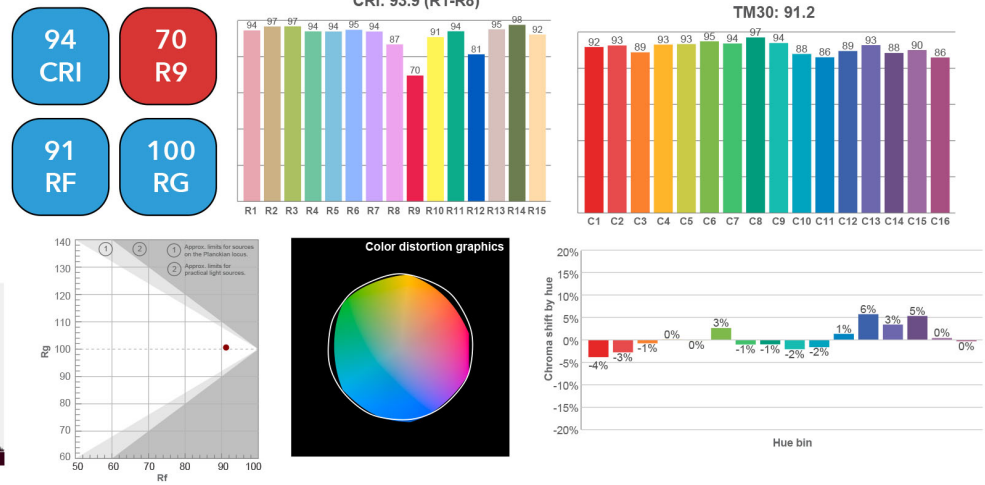 94
CRI
70
R9
91
RF
100
RG
CRI: 93.9 (R1-R8)
94 97 97 94 94 95 94 87 70 91 94 81 95 98 92
R1 R2 R3 R4 R5 R6 R7 R8 R9 R10 R11 R12 R13 R14 R15
TM30: 91.2
92 93 89 93 93 95 94 97 94 88 86 89 93 88 90 86
C1 C2 C3 C4 C5 C6 C7 C8 C9 C10 C11 C12 C13 C14 C15 C16
140
130
120
110
100
90
80
70
60
Rg
1 2
1 Approx. limits for sources
on the Planckian locus.
2 Approx. limits for
practical light sources.
50 60 70 80 90 100
Rf
Color distortion graphics
Chroma shift by hue
20%
15%
10%
5%
0%
-5%
-10%
-15%
-20%
-4% -3% -1% 0% 0% 3% -1% -1% -2% -2% 1% 6% 3% 5% 0% 0%
Hue bin